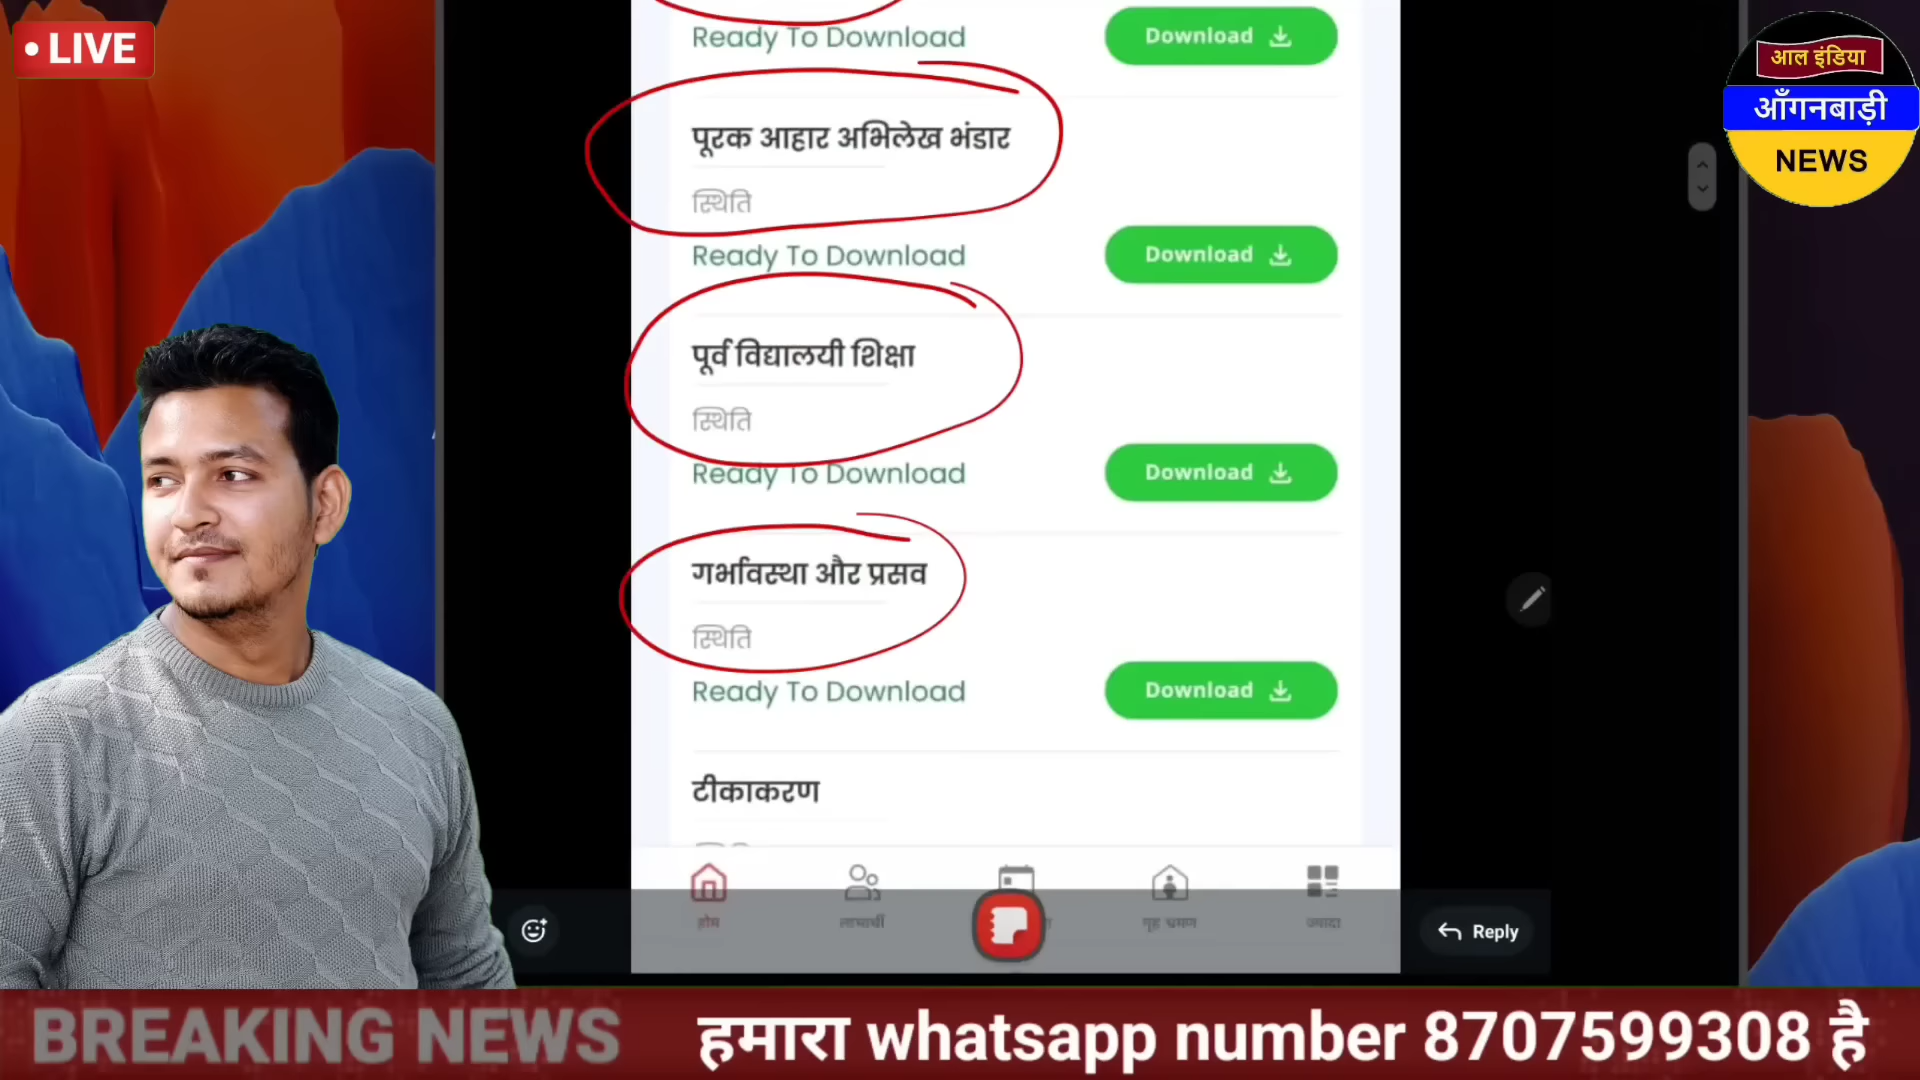 LIVE
आल इंडिया
आँगनबाड़ी
NEWS
Ready To Download
Download
पूरक आहार अभिलेख भंडार
स्थिति
Ready To Download
Download
पूर्व विद्यालयी शिक्षा
स्थिति
Ready To Download
Download
गर्भावस्था और प्रसव
स्थिति
Ready To Download
Download
टीकाकरण
होम
लाभार्थी
गृह भ्रमण
ज्यादा
Reply
BREAKING NEWS
हमारा whatsapp number 8707599308 है